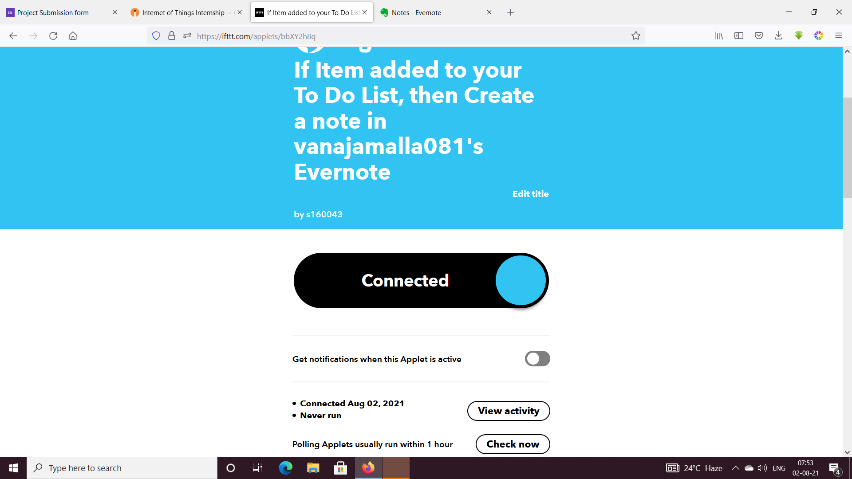 Project Submission form
Internet of Things Internship
If Item added to your To Do List
Notes - Evernote
https://ifttt.com/applets/bbXY2h8q
If Item added to your
To Do List, then Create
a note in
vanajamalla081's
Evernote
Edit title
by s160043
Connected
Get notifications when this Applet is active
• Connected Aug 02, 2021
• Never run
View activity
Polling Applets usually run within 1 hour
Check now
Type here to search
24°C Haze
ENG
07:53
02-08-21
4